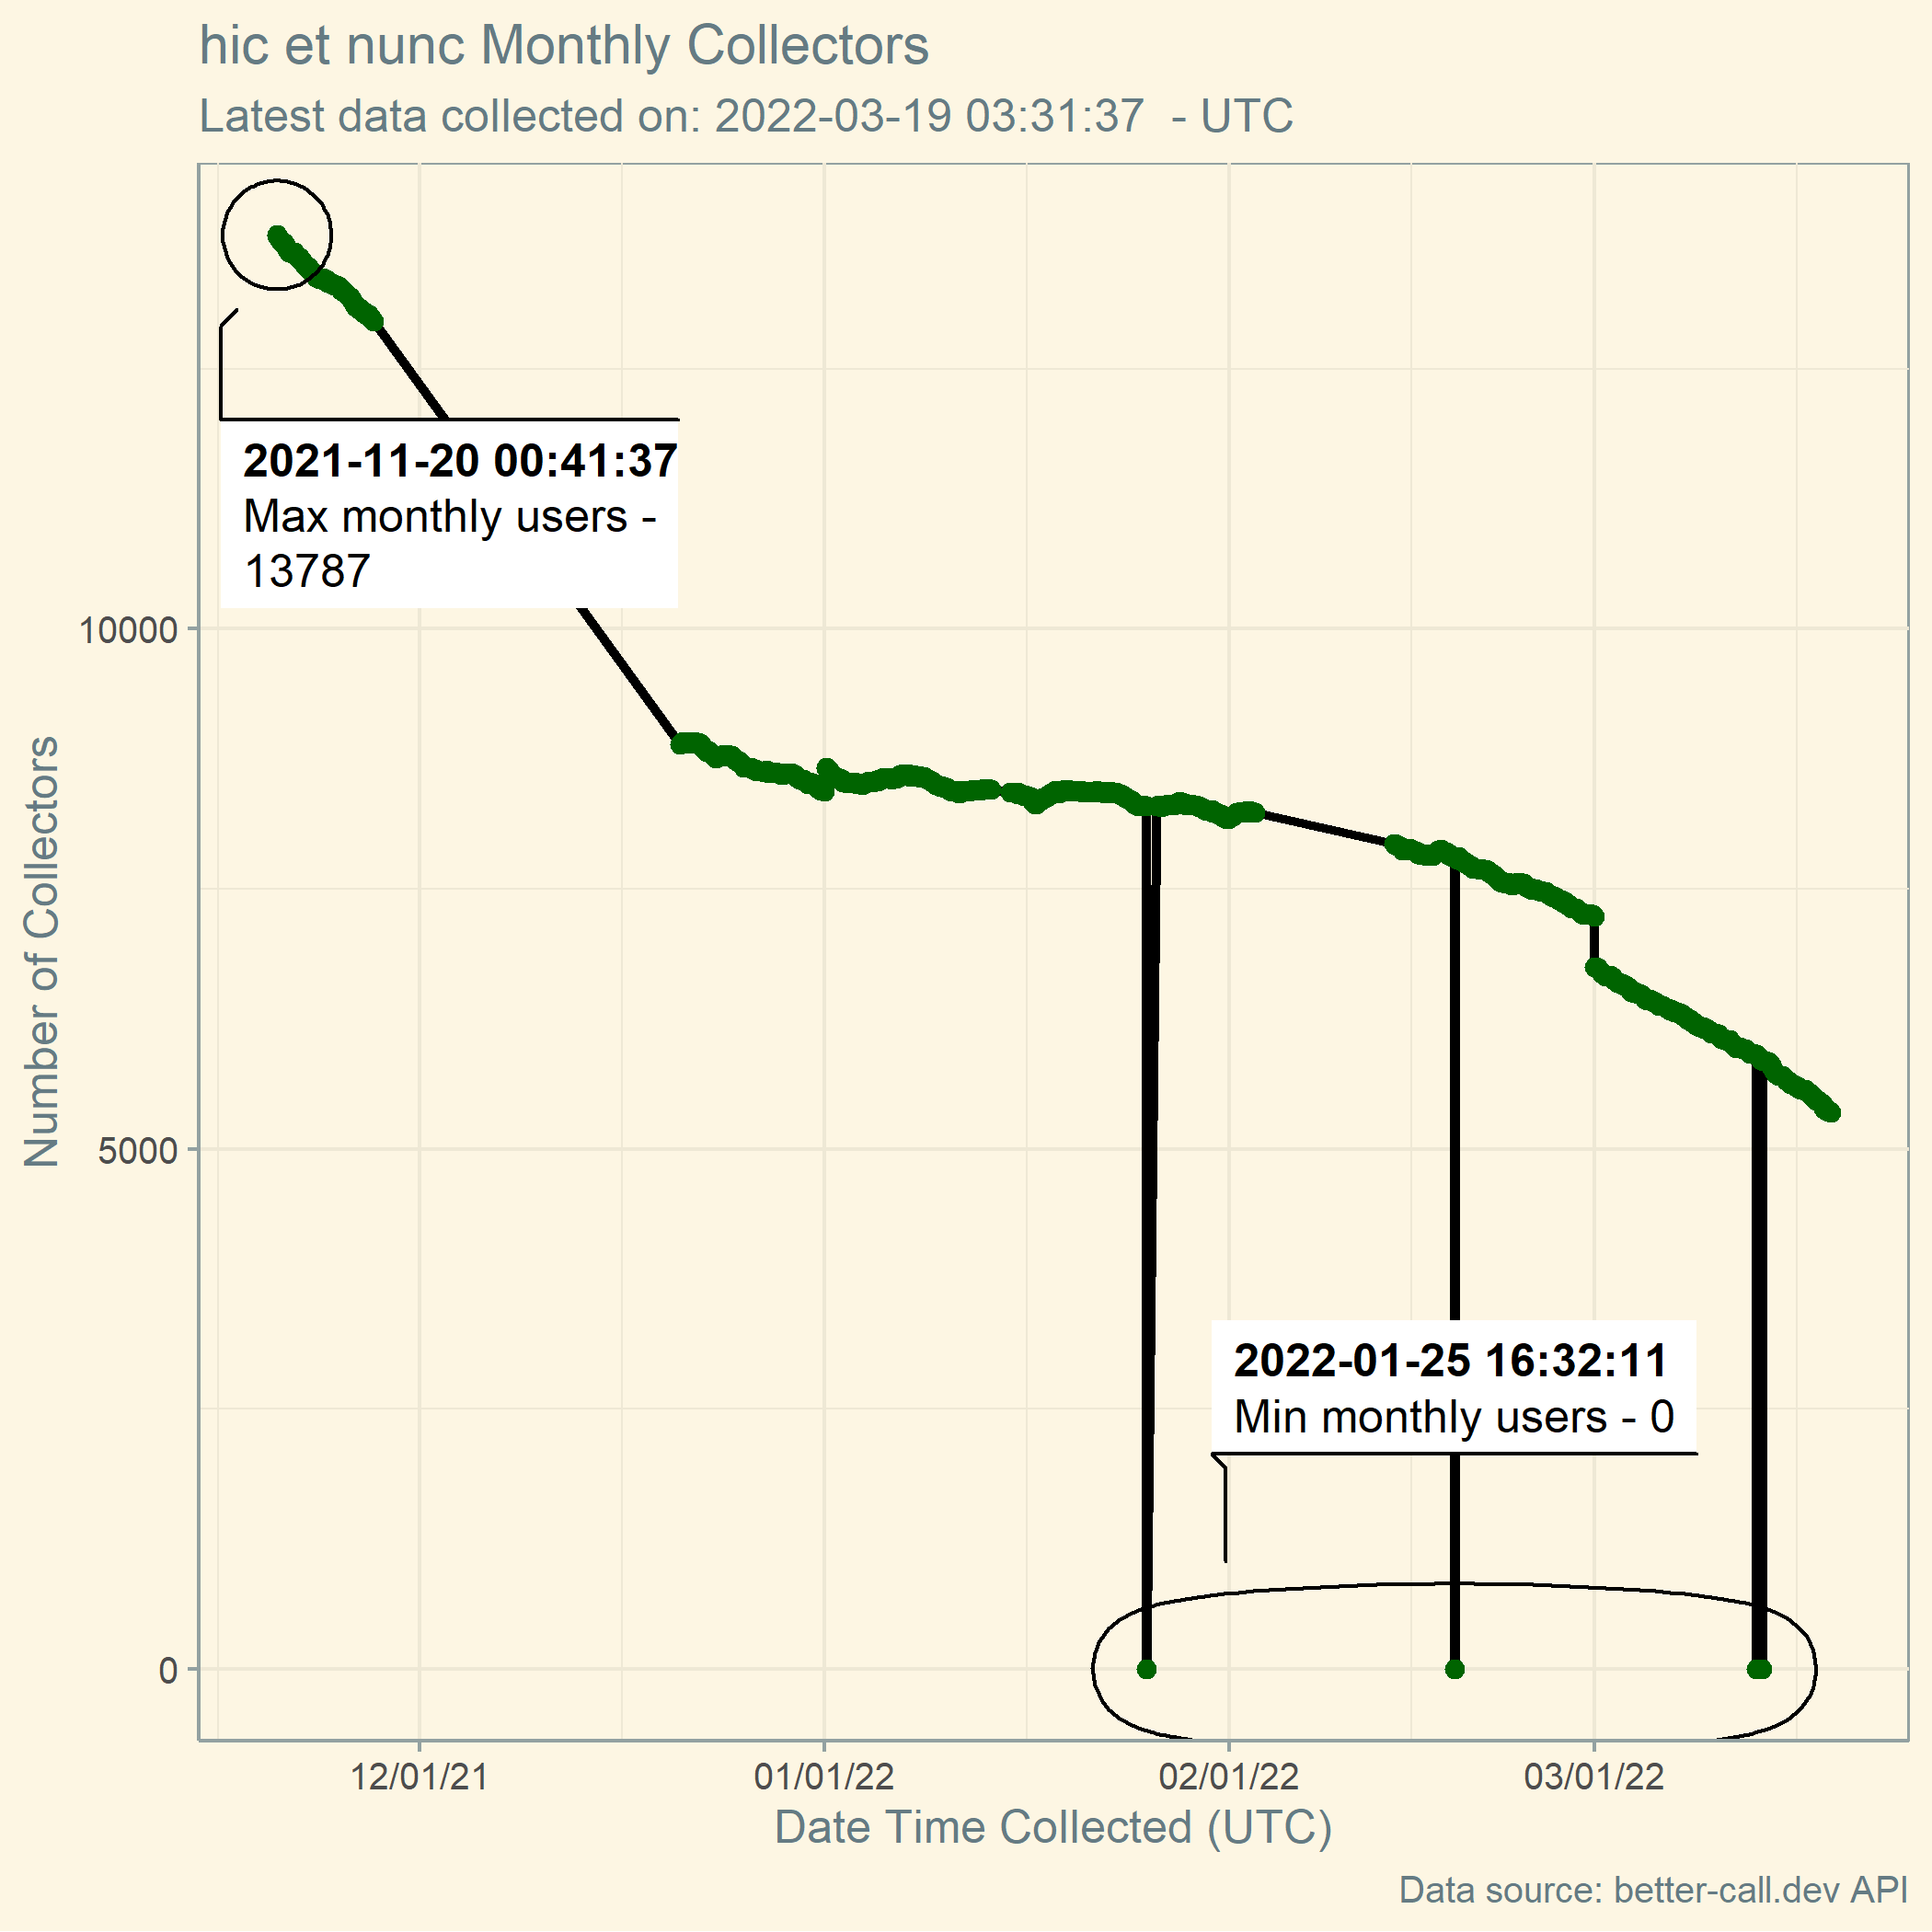 hic et nunc Monthly Collectors
Latest data collected on: 2022-03-19 03:31:37  - UTC
2021-11-20 00:41:37
Max monthly users -
13787
10000
5000
0
Number of Collectors
2022-01-25 16:32:11
Min monthly users - 0
12/01/21
01/01/22
02/01/22
03/01/22
Date Time Collected (UTC)
Data source: better-call.dev API